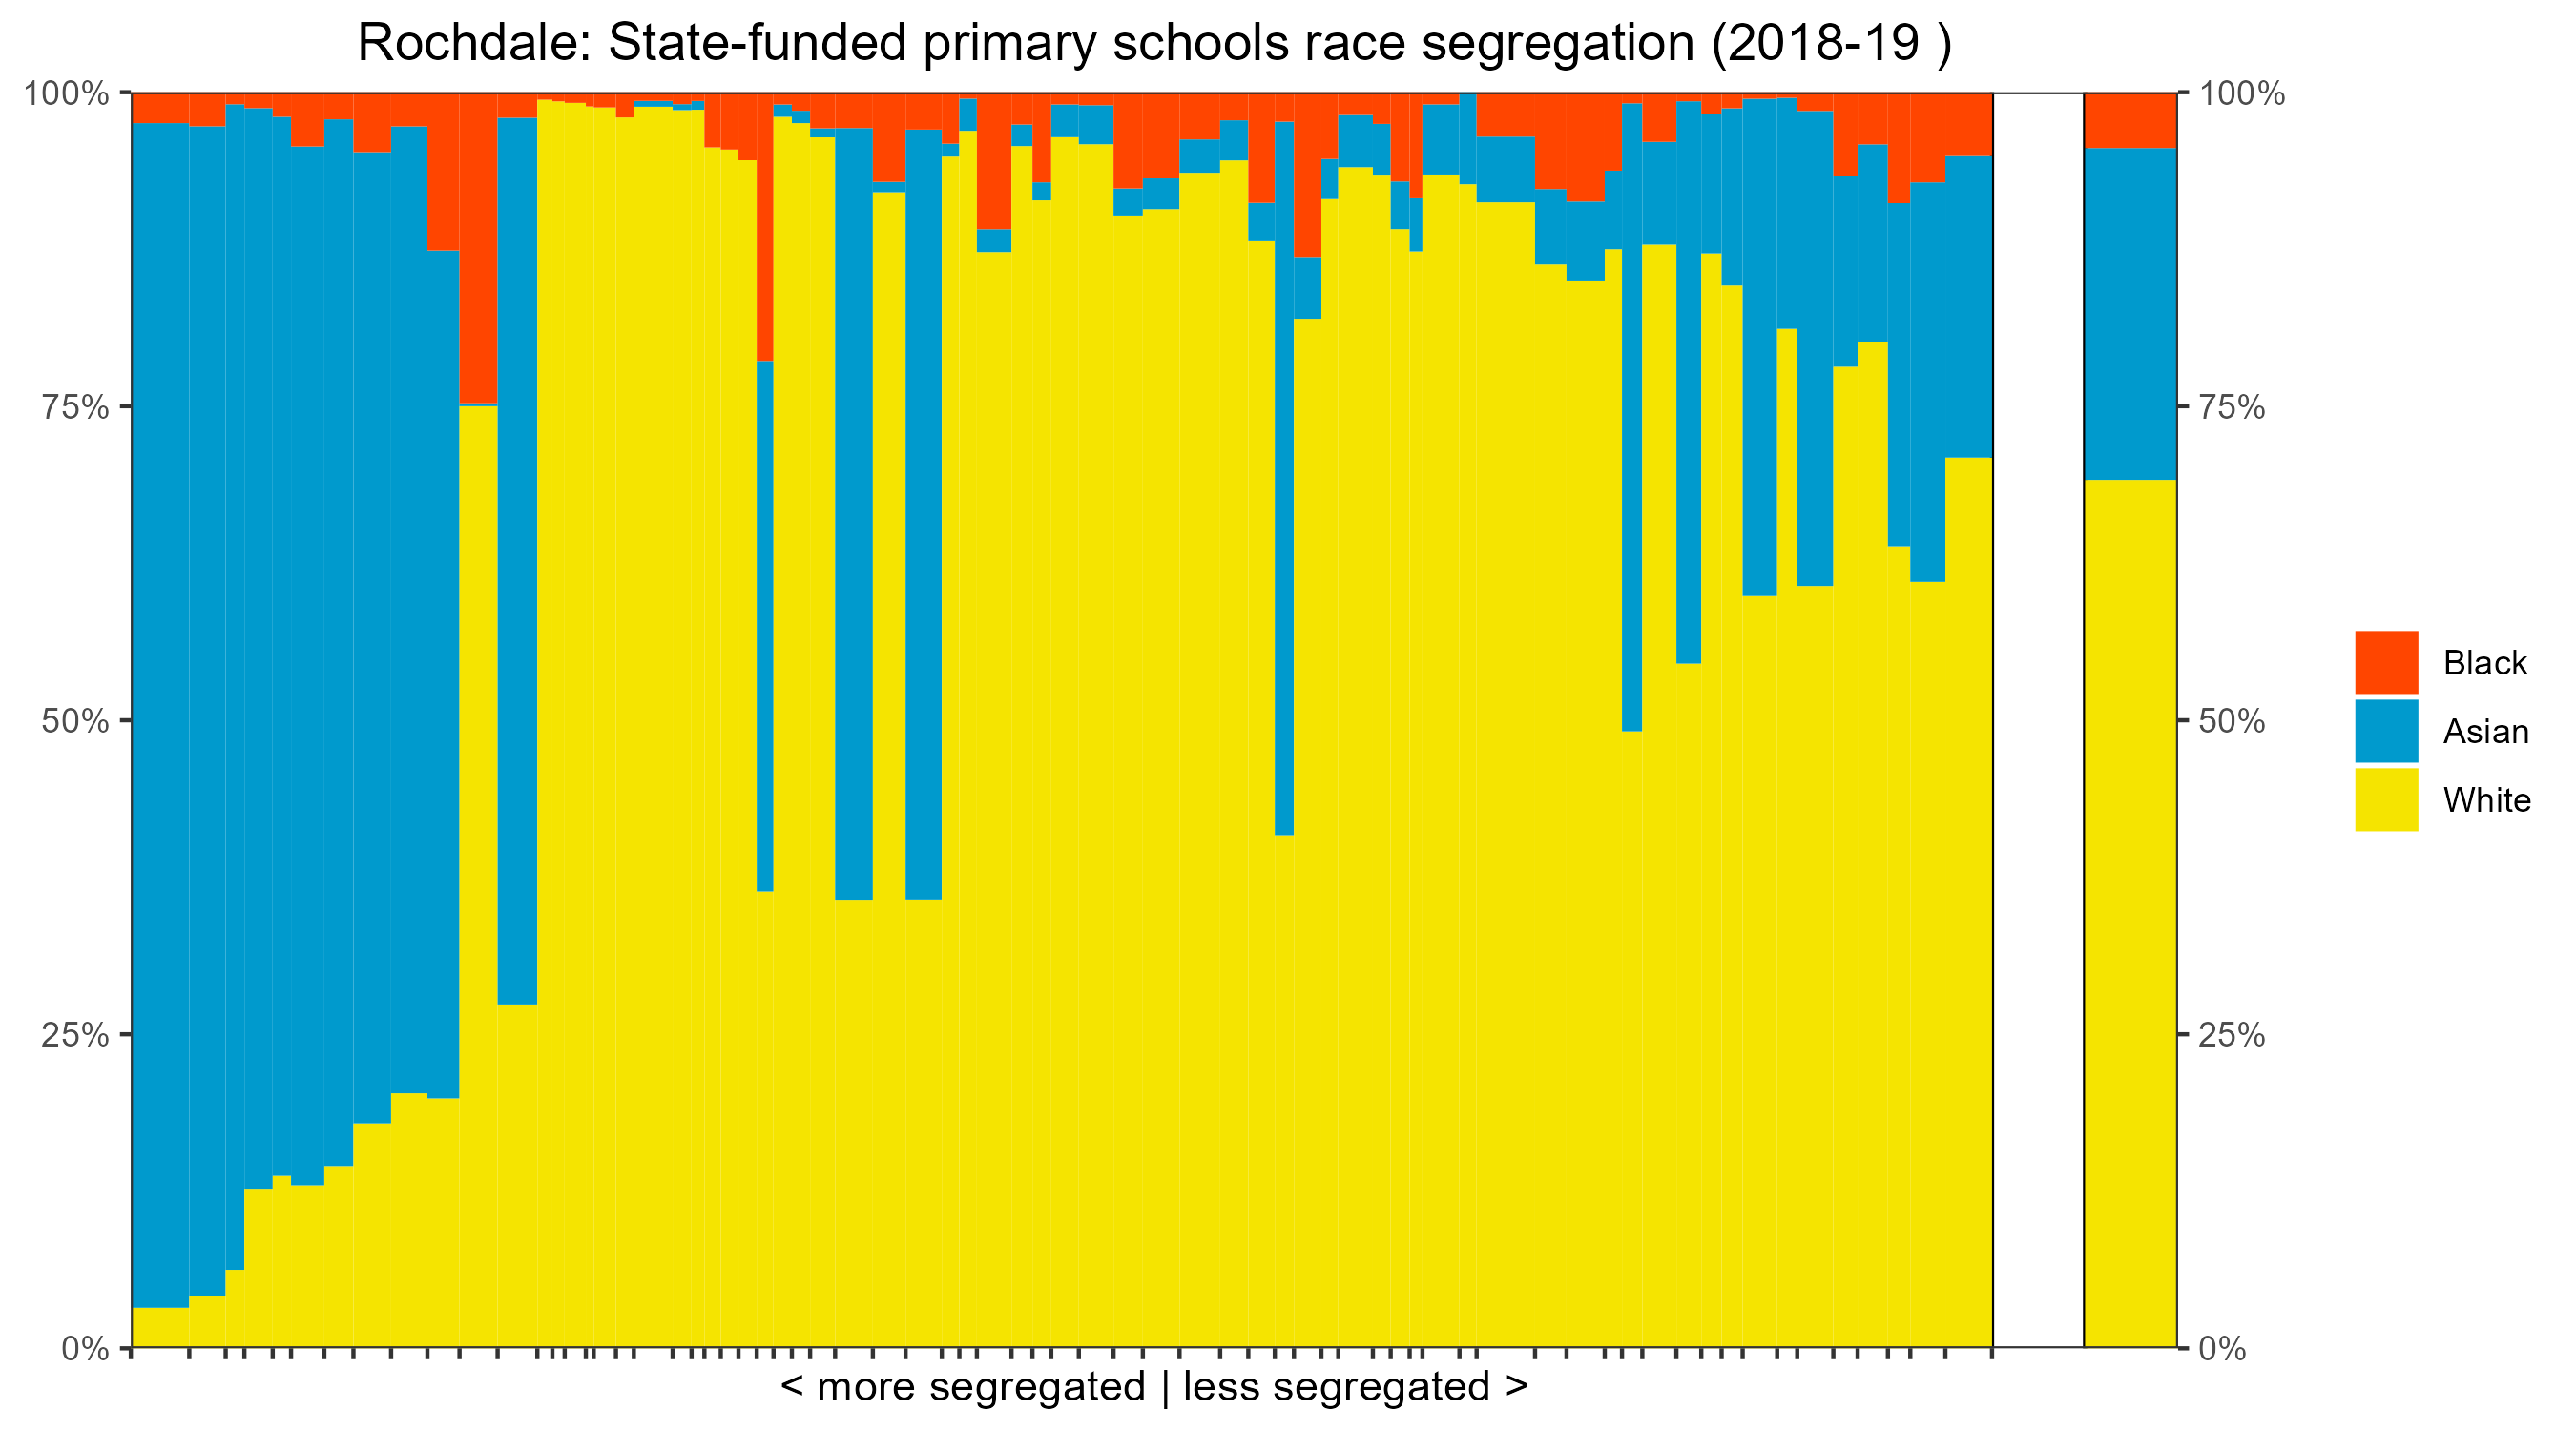 Rochdale: State-funded primary schools race segregation (2018-19 )
100%
75%
50%
25%
0%
100%
75%
50%
25%
0%
Black
Asian
White
< more segregated | less segregated >